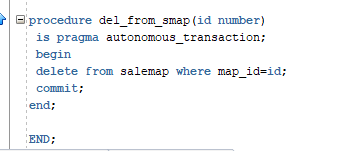 procedure del_from_smap(id number)
is pragma autonomous_transaction;
begin
delete from salemap where map_id=id;
commit;
end;
END;